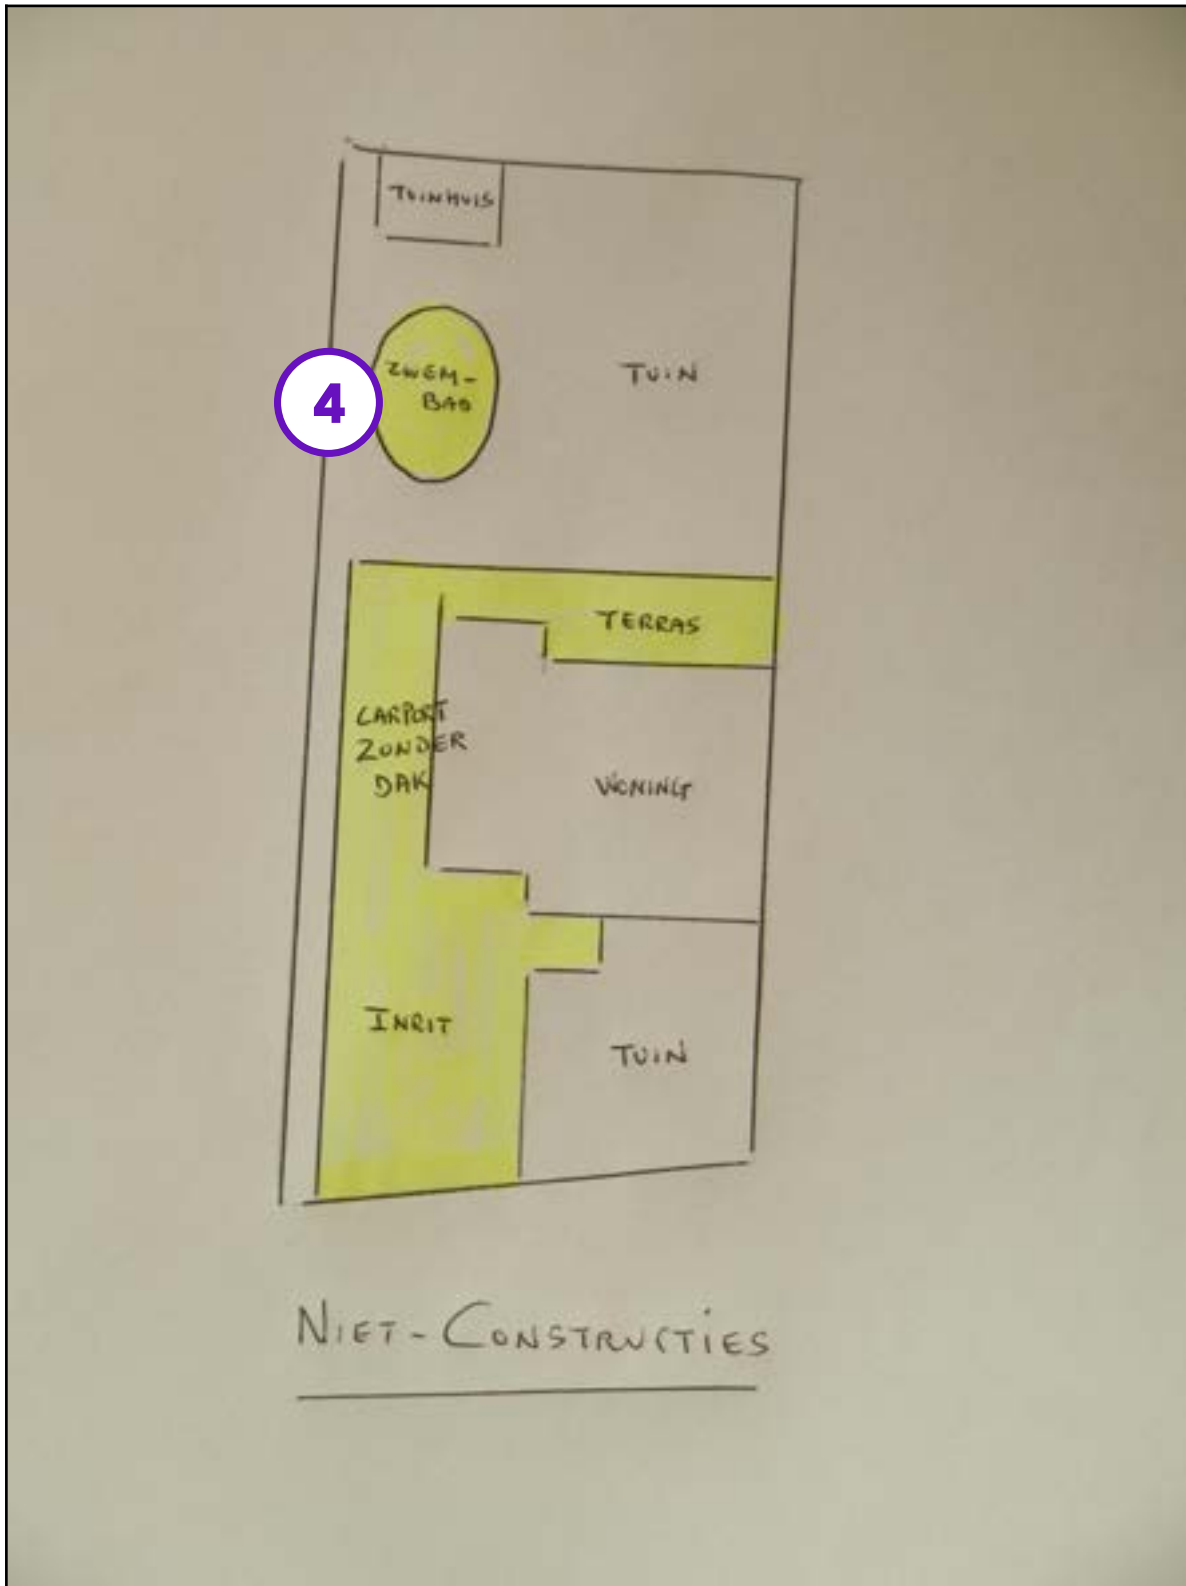 TUINHUIS
4
ZWEM-
BAD
TUIN
TERRAS
CARPORT
ZONDER
DAK
WONING
INRIT
TUIN
NIET-CONSTRUCTIES